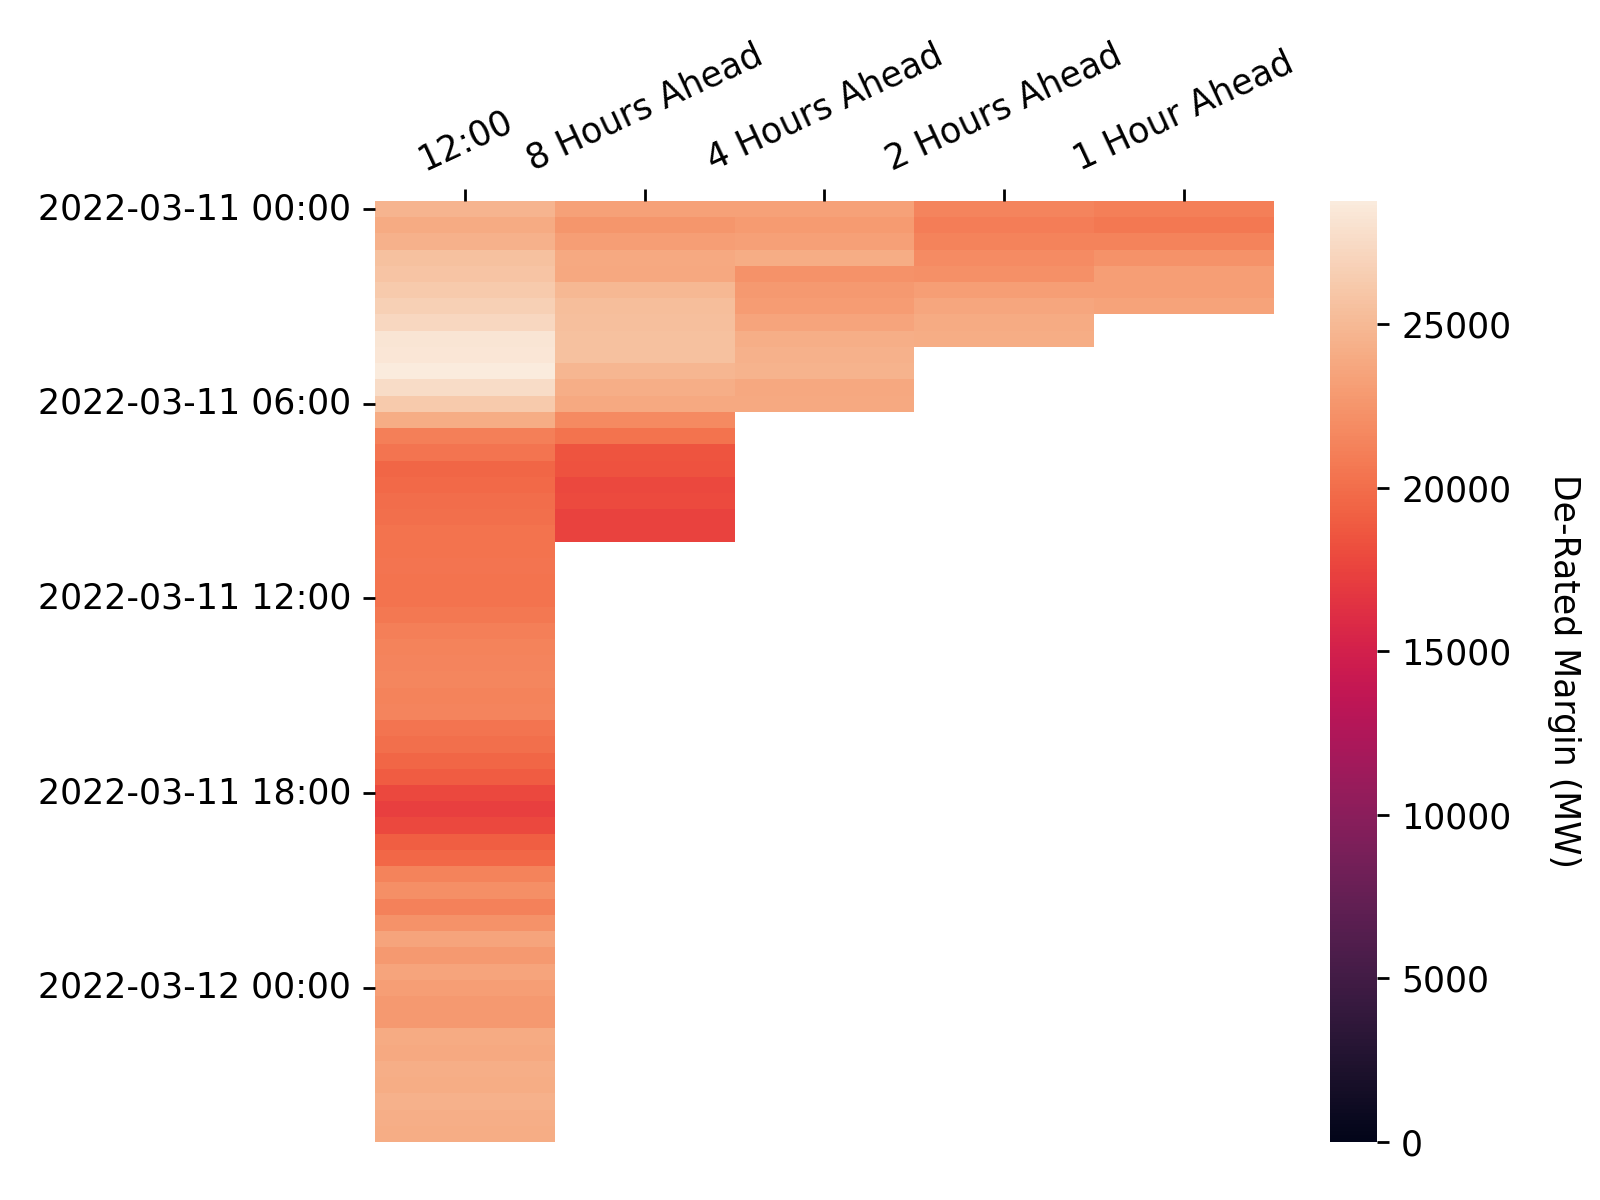 12:00
8 Hours Ahead
4 Hours Ahead
2 Hours Ahead
1 Hour Ahead
2022-03-11 00:00
2022-03-11 06:00
2022-03-11 12:00
2022-03-11 18:00
2022-03-12 00:00
25000
20000
15000
10000
5000
0
De-Rated Margin (MW)